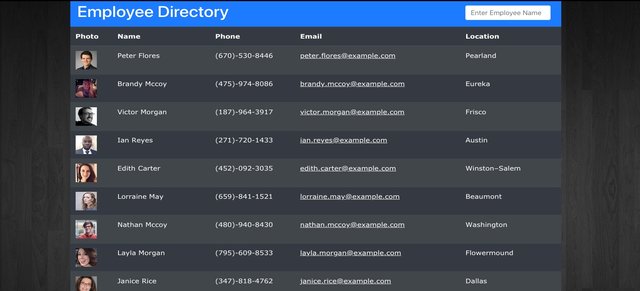 Employee Directory Enter Employee Name
Photo Name Phone Email Location
Peter Flores (670)-530-8446 peter.flores@example.com Pearland
Brandy Mccoy (475)-974-8086 brandy.mccoy@example.com Eureka
Victor Morgan (187)-964-3917 victor.morgan@example.com Frisco
Ian Reyes (271)-720-1433 ian.reyes@example.com Austin
Edith Carter (452)-092-3035 edith.carter@example.com Winston-Salem
Lorraine May (659)-841-1521 lorraine.may@example.com Beaumont
Nathan Mccoy (480)-940-8430 nathan.mccoy@example.com Washington
Layla Morgan (795)-609-8533 layla.morgan@example.com Flowermound
Janice Rice (347)-818-4762 janice.rice@example.com Dallas